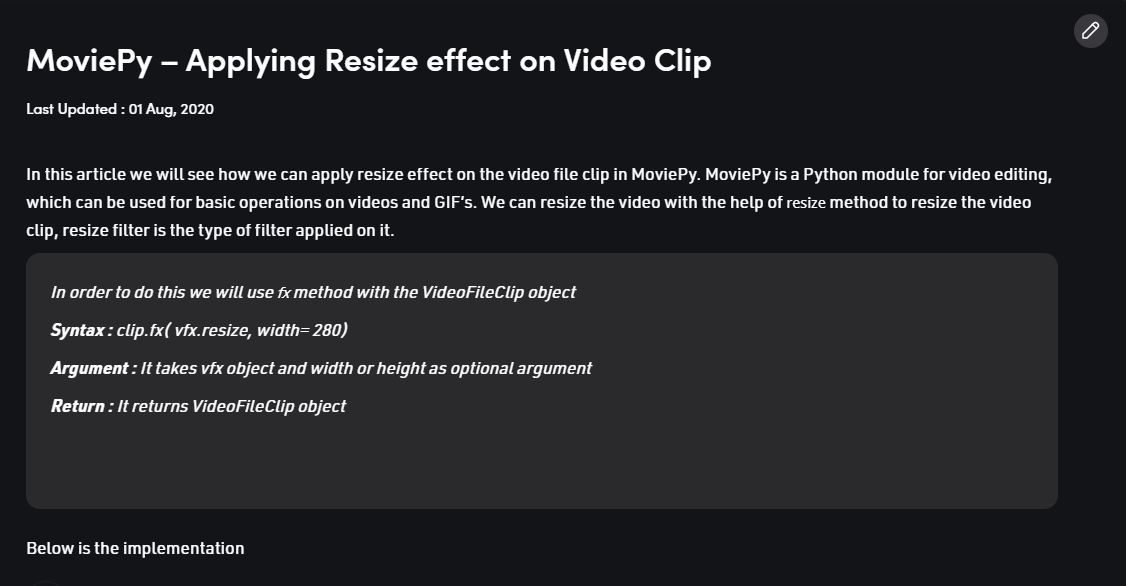 MoviePy – Applying Resize effect on Video Clip
Last Updated : 01 Aug, 2020
In this article we will see how we can apply resize effect on the video file clip in MoviePy. MoviePy is a Python module for video editing,
which can be used for basic operations on videos and GIF's. We can resize the video with the help of resize method to resize the video
clip, resize filter is the type of filter applied on it.
In order to do this we will use fx method with the VideoFileClip object
Syntax : clip.fx( vfx.resize, width= 280)
Argument : It takes vfx object and width or height as optional argument
Return : It returns VideoFileClip object
Below is the implementation